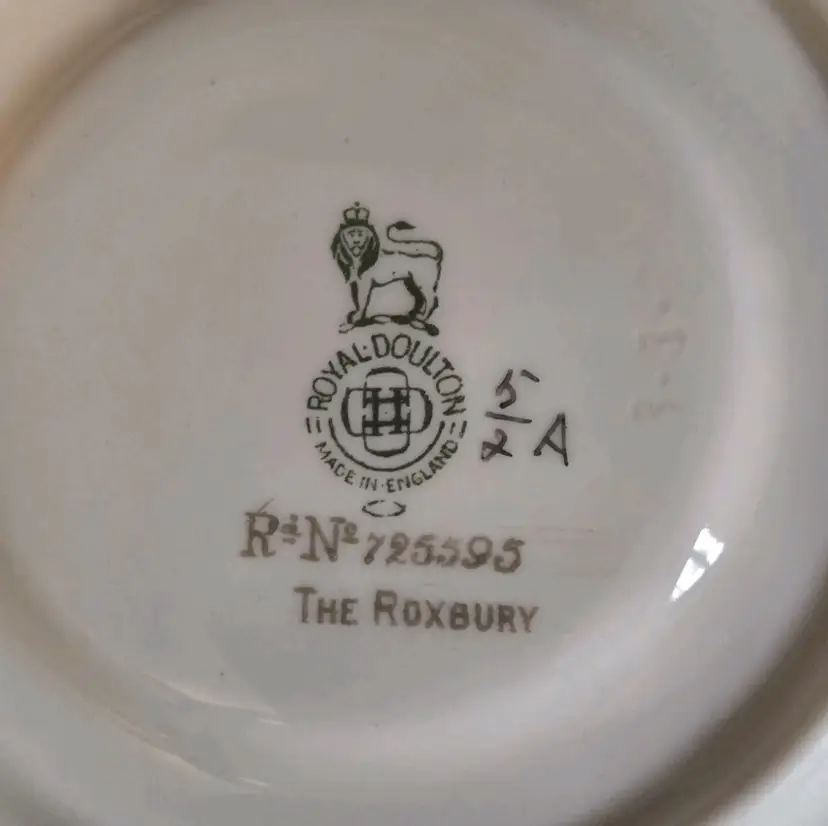 ROYAL·DOULTON
MADE IN·ENGLAND
5/2 A
Rd No 725595
THE ROXBURY